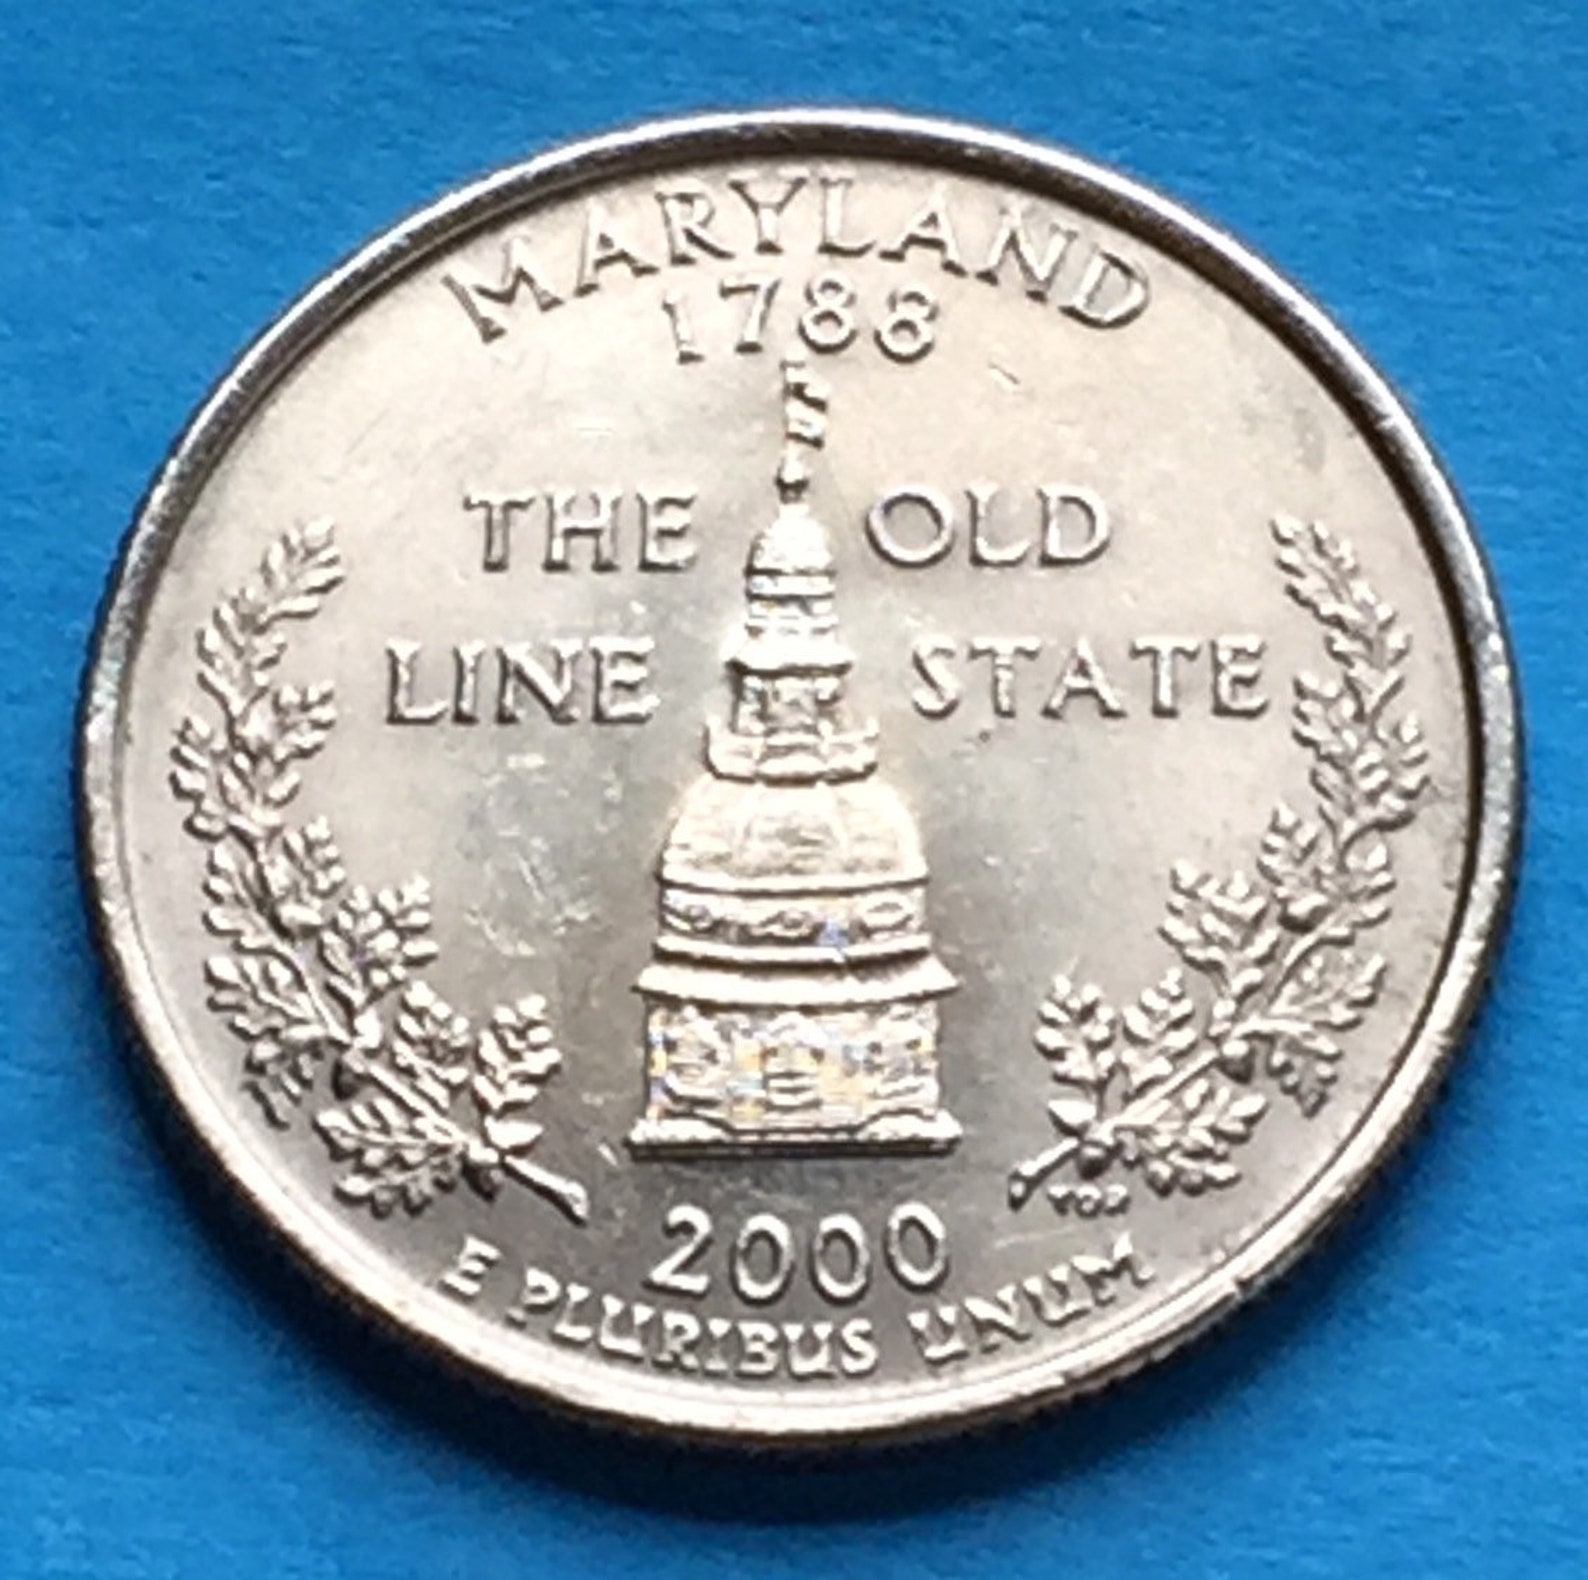 MARYLAND
1788
THE OLD
LINE STATE
2000
E PLURIBUS UNUM